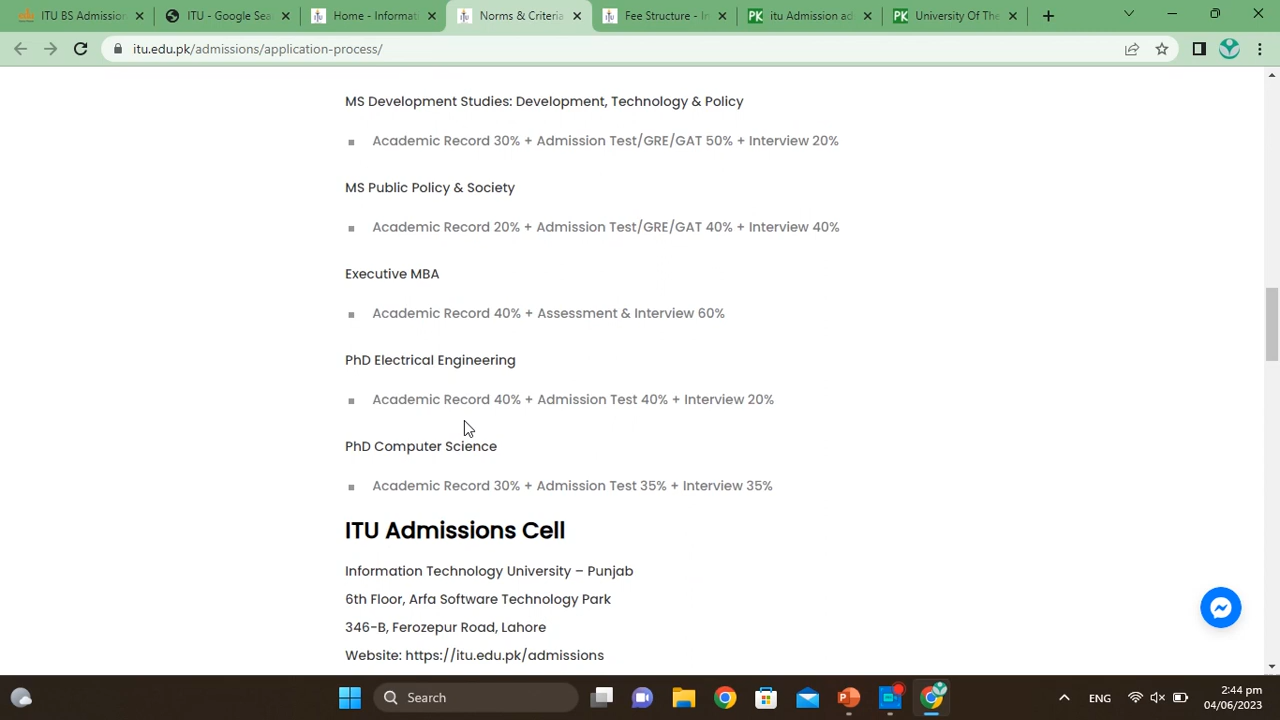 ITU BS Admission
ITU - Google Sea
Home - Informat
Norms & Criteria
Fee Structure - In
itu Admission ad
University Of The
itu.edu.pk/admissions/application-process/
MS Development Studies: Development, Technology & Policy
Academic Record 30% + Admission Test/GRE/GAT 50% + Interview 20%
MS Public Policy & Society
Academic Record 20% + Admission Test/GRE/GAT 40% + Interview 40%
Executive MBA
Academic Record 40% + Assessment & Interview 60%
PhD Electrical Engineering
Academic Record 40% + Admission Test 40% + Interview 20%
PhD Computer Science
Academic Record 30% + Admission Test 35% + Interview 35%
ITU Admissions Cell
Information Technology University – Punjab
6th Floor, Arfa Software Technology Park
346-B, Ferozepur Road, Lahore
Website: https://itu.edu.pk/admissions
Search
ENG
2:44 pm
04/06/2023